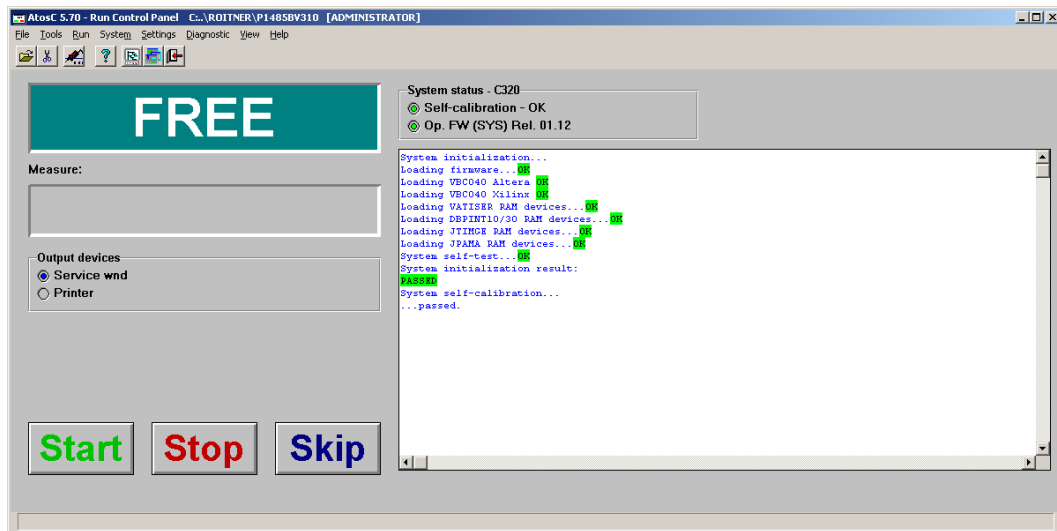 AtosC 5.70 - Run Control Panel C:..\ROITNER\P1485BV310 [ADMINISTRATOR]
File Tools Run System Settings Diagnostic View Help
FREE
Measure:
Output devices
Service wnd
Printer
Start Stop Skip
System status - C320
Self-calibration - OK
Op. FW (SYS) Rel. 01.12
System initialization...
Loading firmware...OK
Loading VBC040 Altera OK
Loading VBC040 Xilinx OK
Loading VATISER RAM devices...OK
Loading DBPINT10/30 RAM devices...OK
Loading JTIMGE RAM devices...OK
Loading JPAMA RAM devices...OK
System self-test...OK
System initialization result:
PASSED
System self-calibration...
...passed.